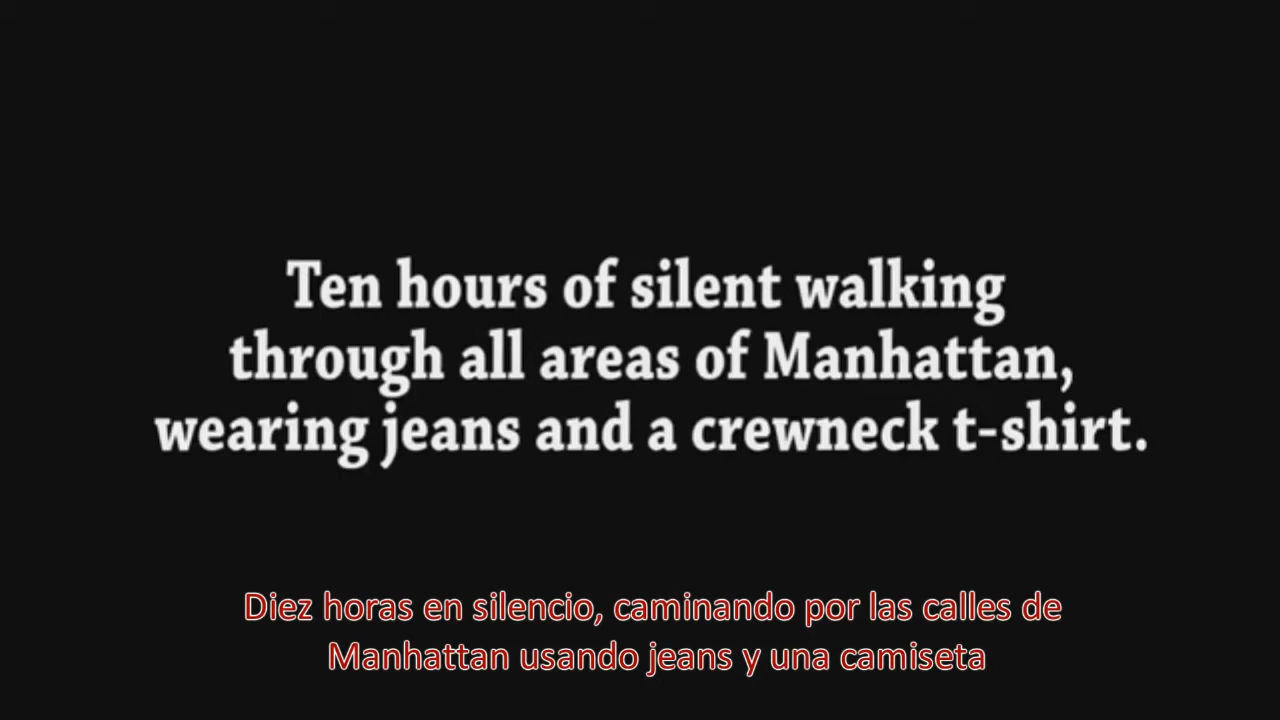 Ten hours of silent walking
through all areas of Manhattan,
wearing jeans and a crewneck t-shirt.
Diez horas en silencio, caminando por las calles de
Manhattan usando jeans y una camiseta